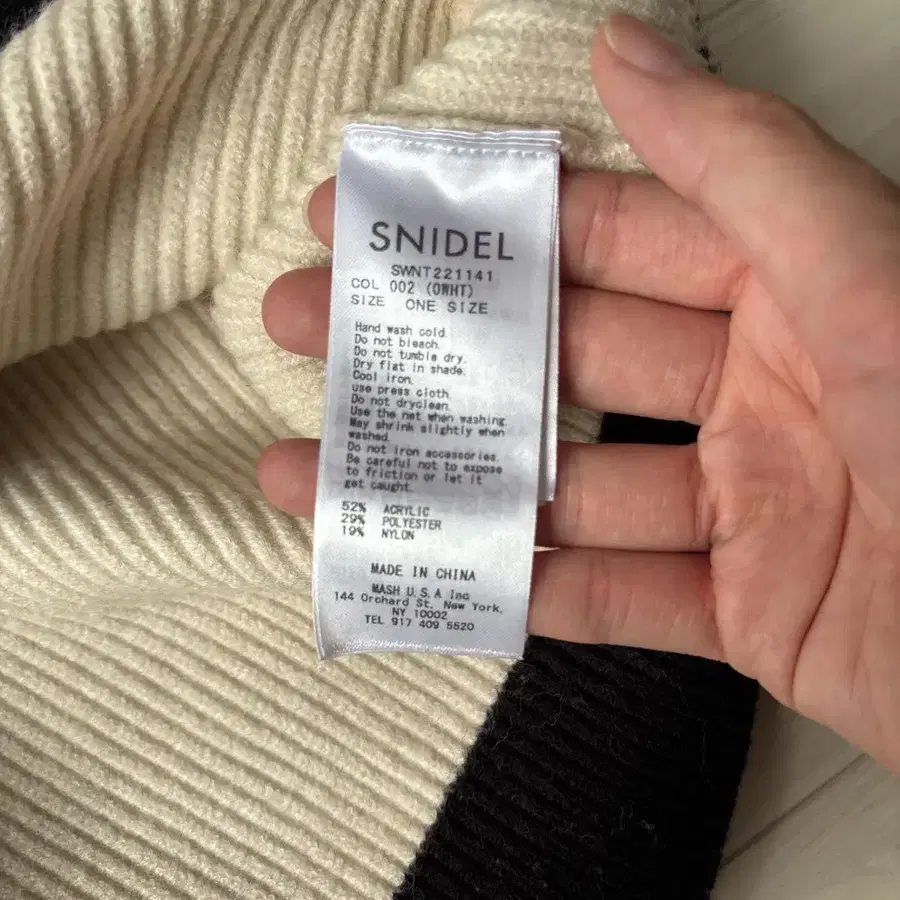 SNIDEL
SWNT221141
COL 002 (OWHT)
SIZE ONE SIZE
Hand wash cold.
Do not bleach.
Do not tumble dry.
Dry flat in shade.
Cool iron.
use press cloth.
Do not dryclean.
Use the net when washing.
May shrink slightly when
washed.
Do not iron accessories.
Be careful not to expose
to friction or let it
get caught.
52% ACRYLIC
29% POLYESTER
19% NYLON
MADE IN CHINA
MASH U.S.A Inc
144 Orchard St, New York,
NY 10002
TEL 917 409 5520